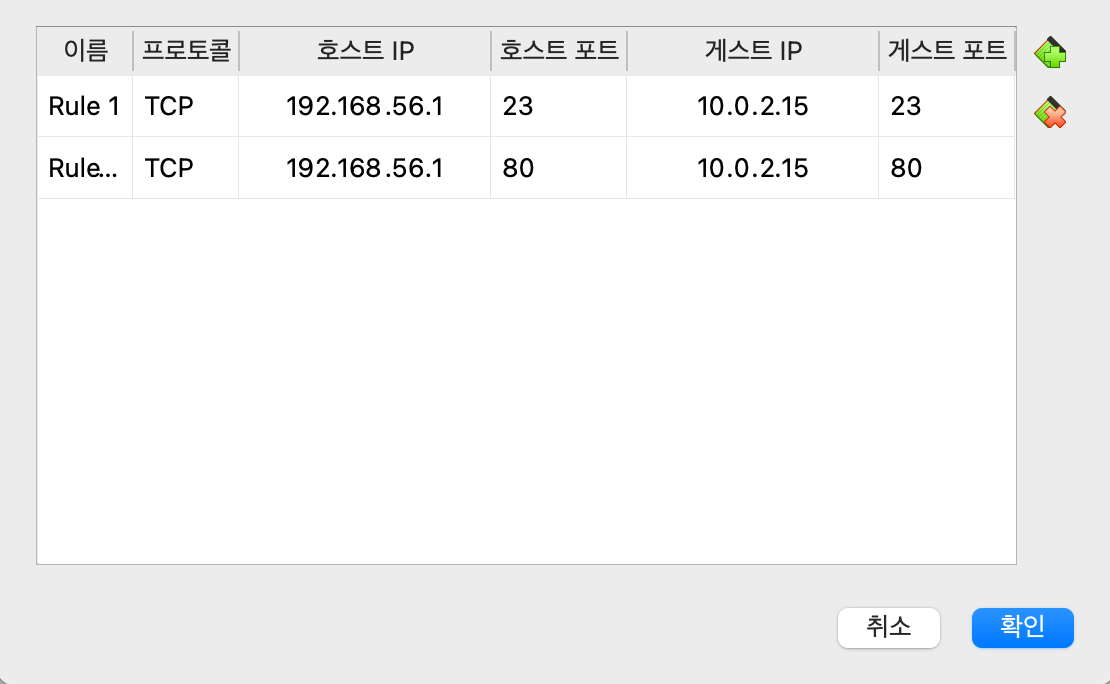 이름 프로토콜 호스트 IP 호스트 포트 게스트 IP 게스트 포트
Rule 1 TCP 192.168.56.1 23 10.0.2.15 23
Rule... TCP 192.168.56.1 80 10.0.2.15 80
취소 확인